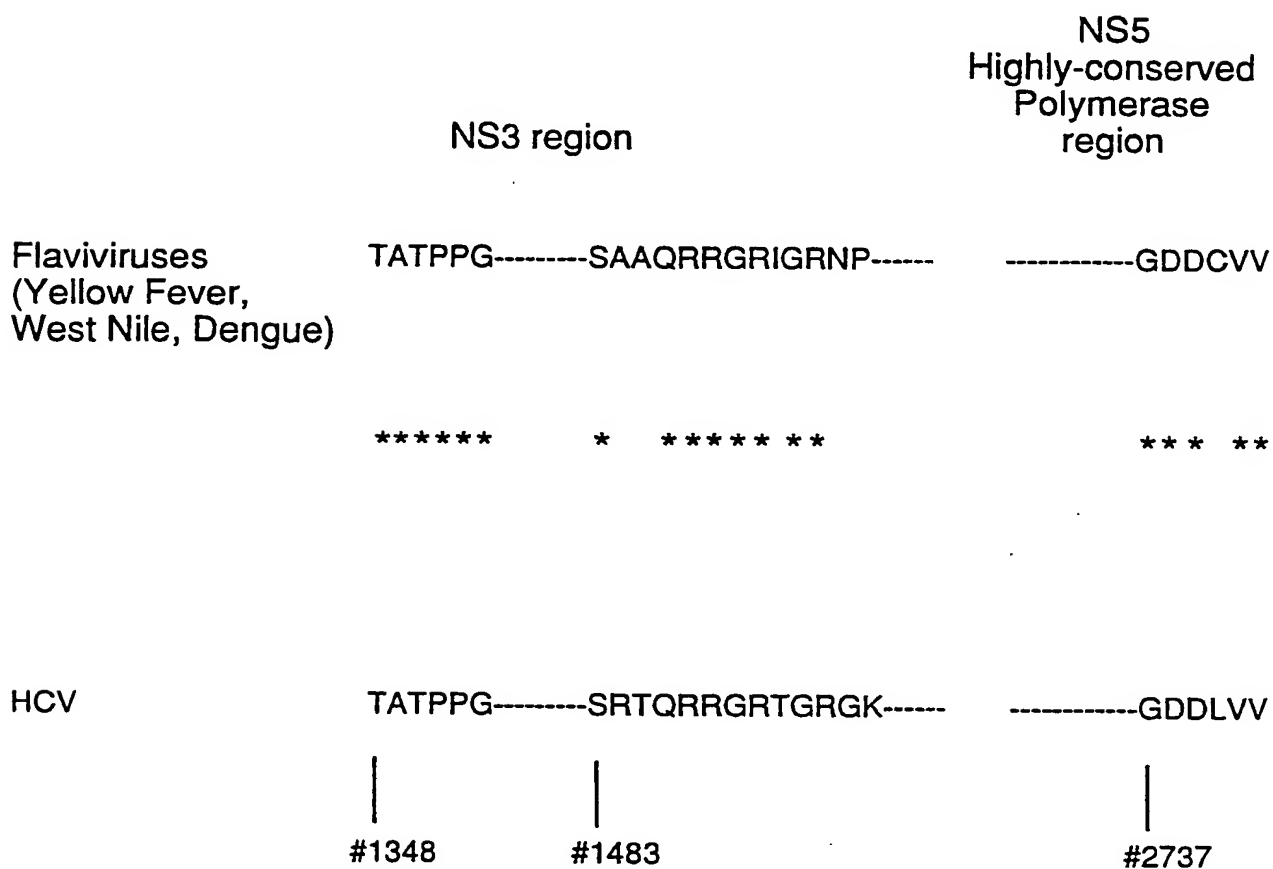 NS5
Highly-conserved
Polymerase
region
NS3 region
Flaviviruses
(Yellow Fever,
West Nile, Dengue)
TATPPG---------SAAQRRGRIGRNP------ ------------GDDCVV
****** * ***** ** *** **
HCV TATPPG---------SRTQRRGRTGRGK------ ------------GDDLVV
#1348 #1483 #2737